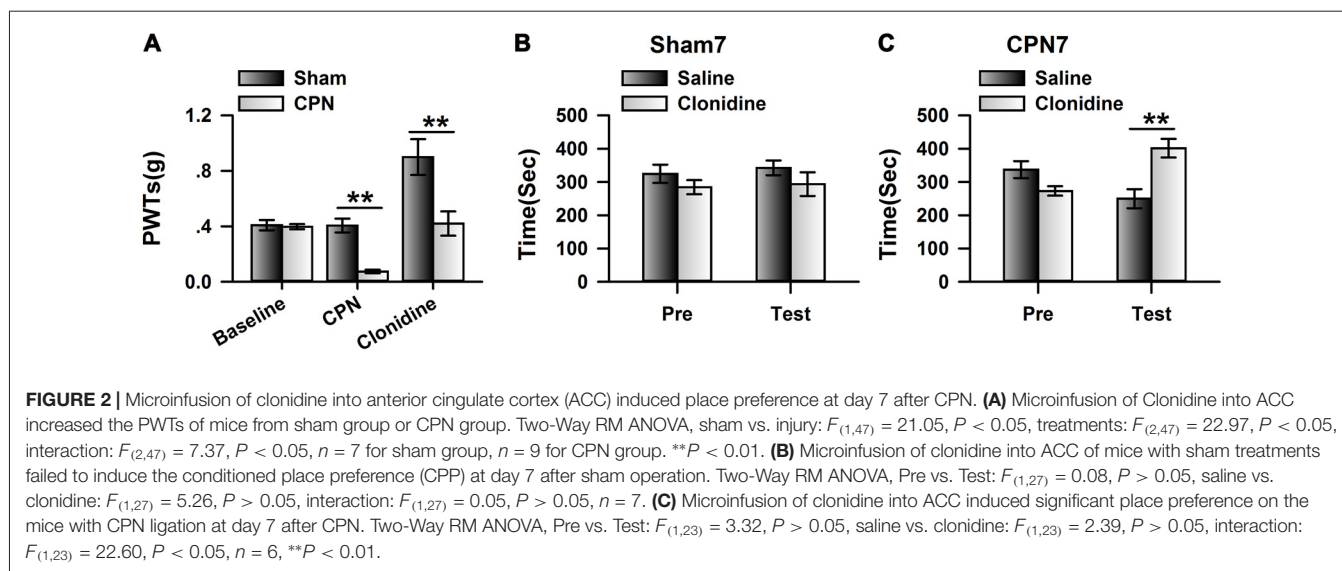 A
Sham
CPN
PWTs(g)
1.2
.8
.4
0.0
**
**
Baseline
CPN
Clonidine
B
Sham7
Saline
Clonidine
Time(Sec)
500
400
300
200
100
0
Pre
Test
C
CPN7
Saline
Clonidine
Time(Sec)
500
400
300
200
100
0
**
Pre
Test
FIGURE 2 | Microinfusion of clonidine into anterior cingulate cortex (ACC) induced place preference at day 7 after CPN. (A) Microinfusion of Clonidine into ACC
increased the PWTs of mice from sham group or CPN group. Two-Way RM ANOVA, sham vs. injury: F(1,47) = 21.05, P < 0.05, treatments: F(2,47) = 22.97, P < 0.05,
interaction: F(2,47) = 7.37, P < 0.05, n = 7 for sham group, n = 9 for CPN group. **P < 0.01. (B) Microinfusion of clonidine into ACC of mice with sham treatments
failed to induce the conditioned place preference (CPP) at day 7 after sham operation. Two-Way RM ANOVA, Pre vs. Test: F(1,27) = 0.08, P > 0.05, saline vs.
clonidine: F(1,27) = 5.26, P > 0.05, interaction: F(1,27) = 0.05, P > 0.05, n = 7. (C) Microinfusion of clonidine into ACC induced significant place preference on the
mice with CPN ligation at day 7 after CPN. Two-Way RM ANOVA, Pre vs. Test: F(1,23) = 3.32, P > 0.05, saline vs. clonidine: F(1,23) = 2.39, P > 0.05, interaction:
F(1,23) = 22.60, P < 0.05, n = 6, **P < 0.01.